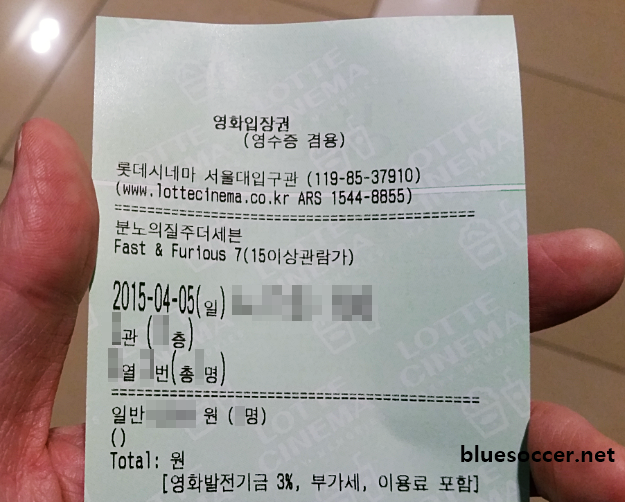 영화입장권
(영수증 겸용)
롯데시네마 서울대입구관 (119-85-37910)
(www.lottecinema.co.kr ARS 1544-8855)
분노의질주더세븐
Fast & Furious 7(15이상관람가)
2015-04-05(일)
관 ( 층)
열 번(총 명)
일반 원 ( 명)
()
Total: 원
[영화발전기금 3%, 부가세, 이용료 포함]
LOTTE CINEMA
LOTTE CINEMA
bluesoccer.net